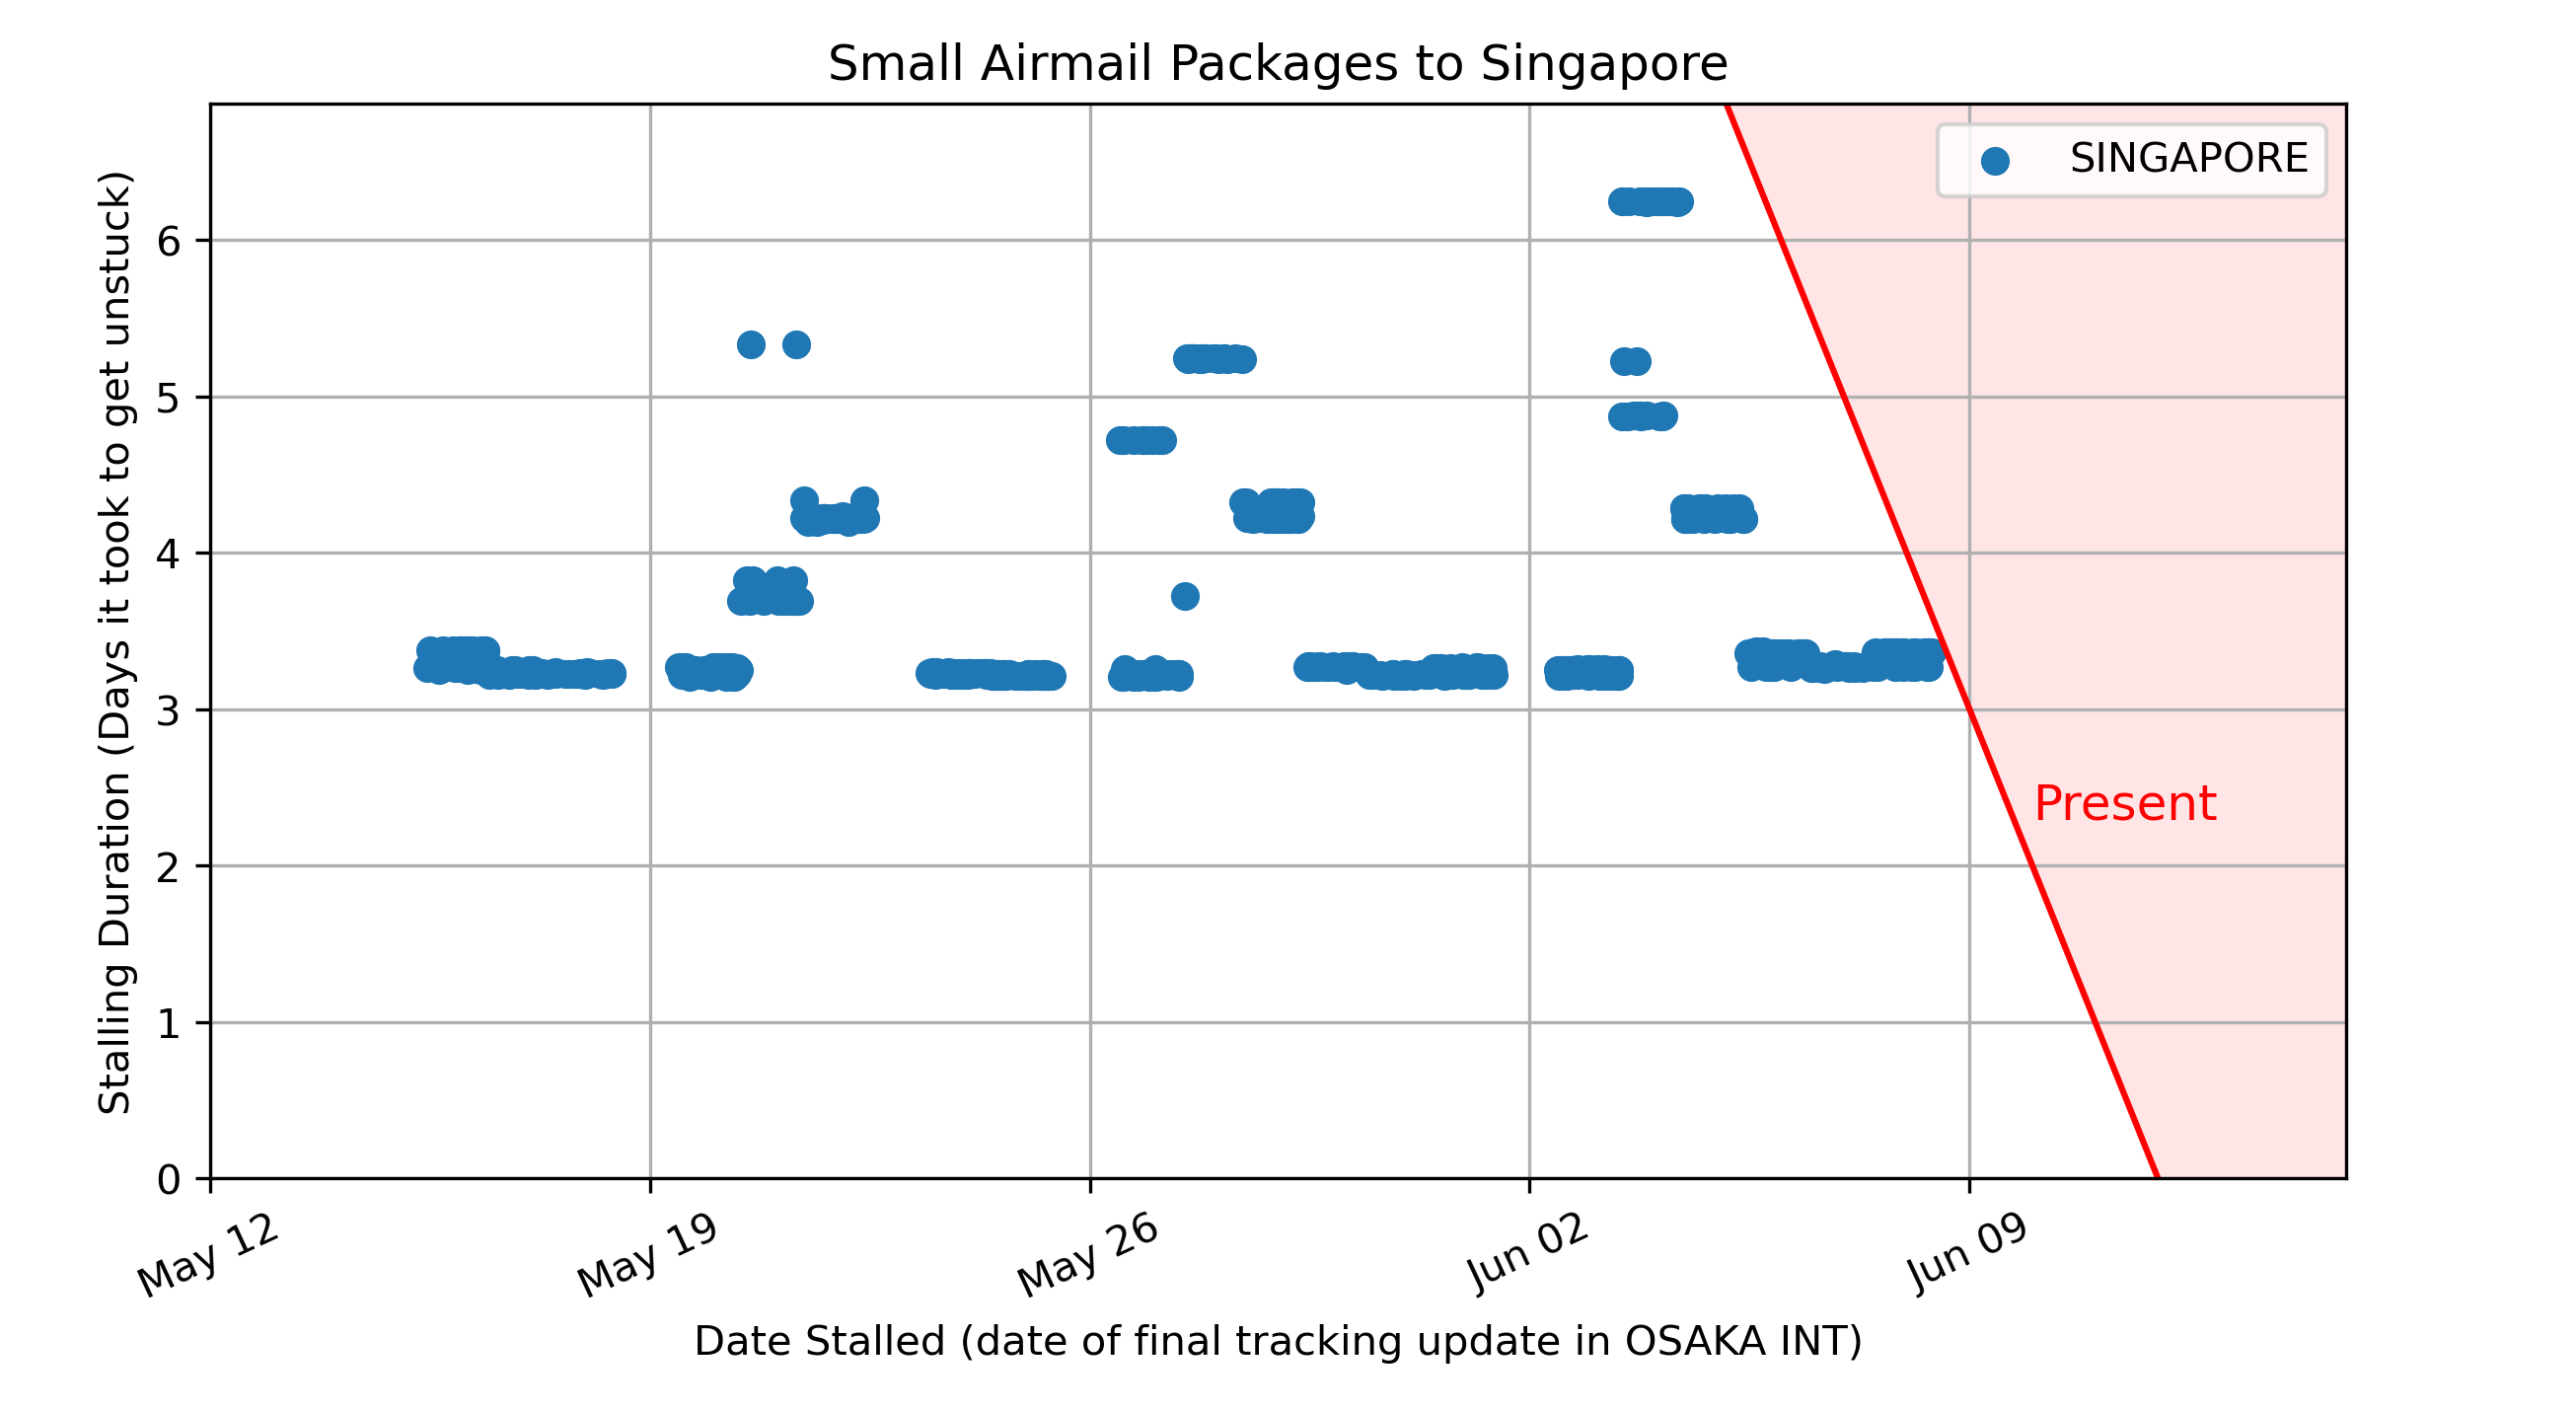 Small Airmail Packages to Singapore
SINGAPORE
Stalling Duration (Days it took to get unstuck)
6
5
4
3
2
1
0
Present
May 12
May 19
May 26
Jun 02
Jun 09
Date Stalled (date of final tracking update in OSAKA INT)